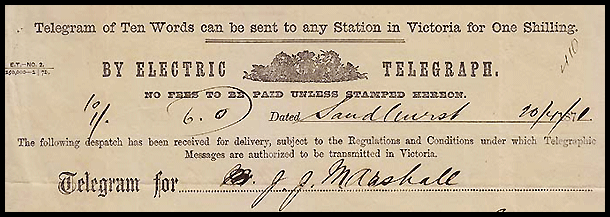 Telegram of Ten Words can be sent to any Station in Victoria for One Shilling.
E.T.—NO. 2.
BY ELECTRIC TELEGRAPH.
NO FEES TO BE PAID UNLESS STAMPED HEREON.
6.0 Dated Sandhurst
The following despatch has been received for delivery, subject to the Regulations and Conditions under which Telegraphic
Messages are authorized to be transmitted in Victoria.
Telegram for J. J. Marshall